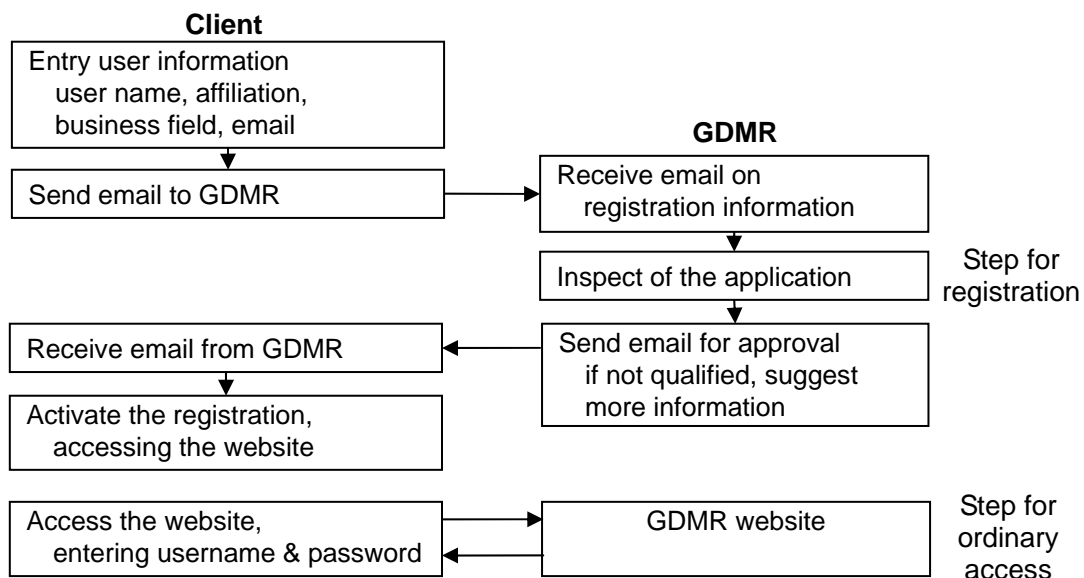 Client
Entry user information
user name, affiliation,
business field, email
GDMR
Send email to GDMR
Receive email on
registration information
Inspect of the application
Step for
registration
Receive email from GDMR
Send email for approval
if not qualified, suggest
more information
Activate the registration,
accessing the website
Access the website,
entering username & password
GDMR website
Step for
ordinary
access